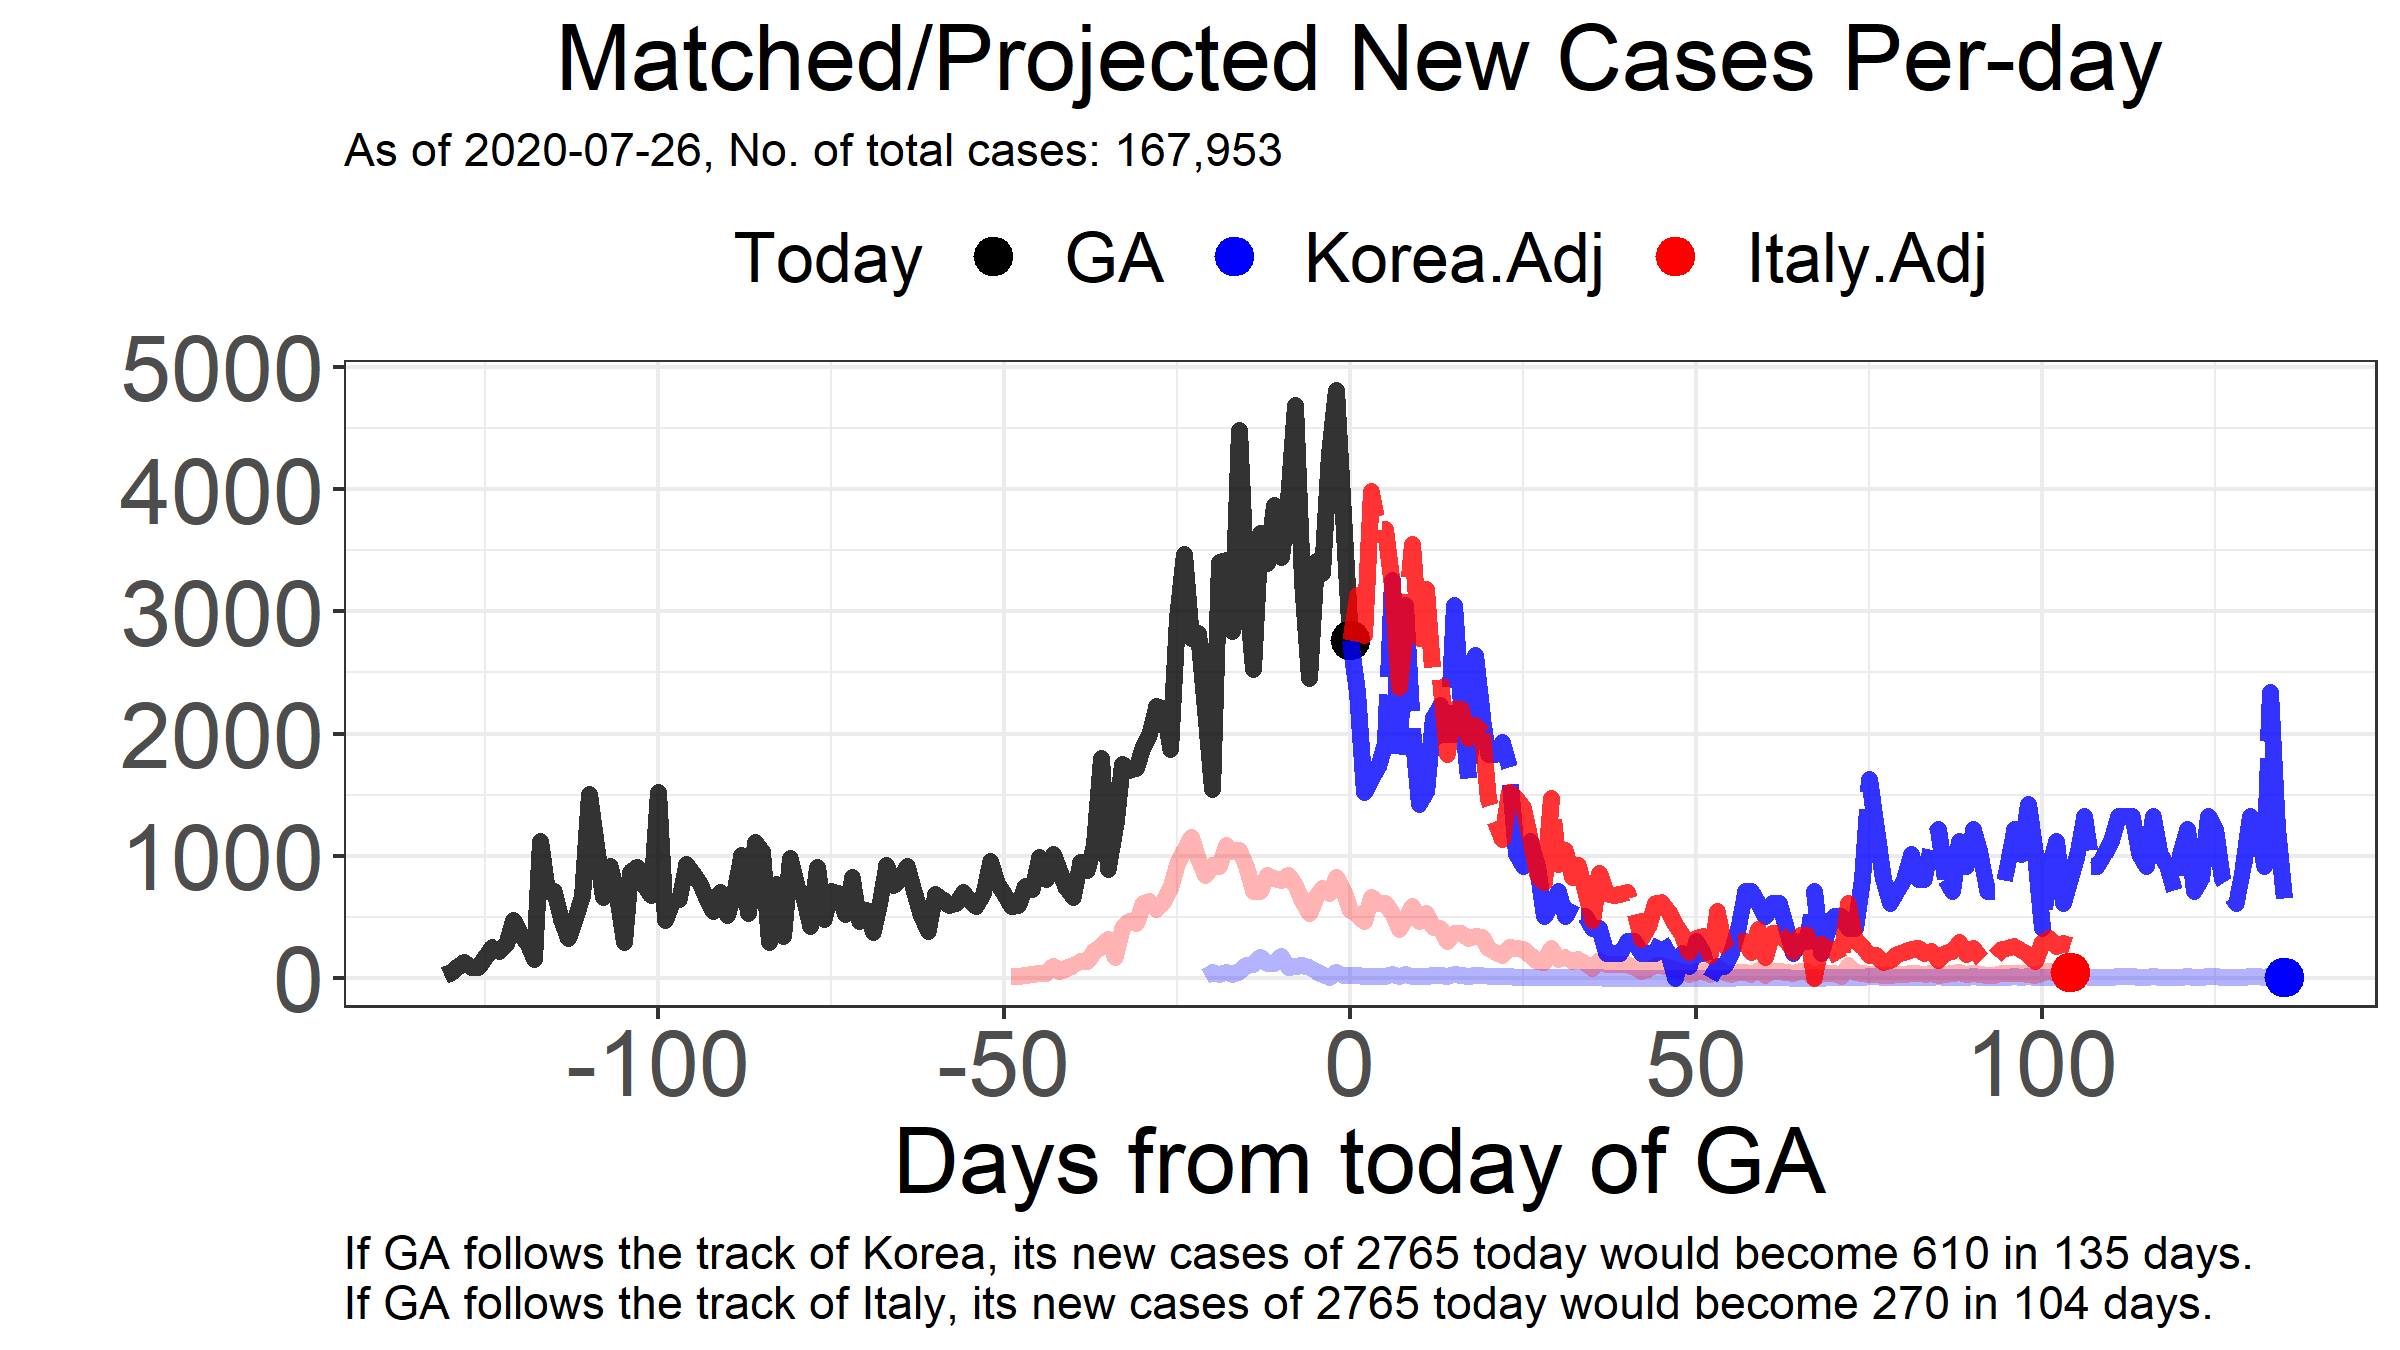 Matched/Projected New Cases Per-day
As of 2020-07-26, No. of total cases: 167,953
Today GA Korea.Adj Italy.Adj
5000
4000
3000
2000
1000
0
-100 -50 0 50 100
Days from today of GA
If GA follows the track of Korea, its new cases of 2765 today would become 610 in 135 days.
If GA follows the track of Italy, its new cases of 2765 today would become 270 in 104 days.